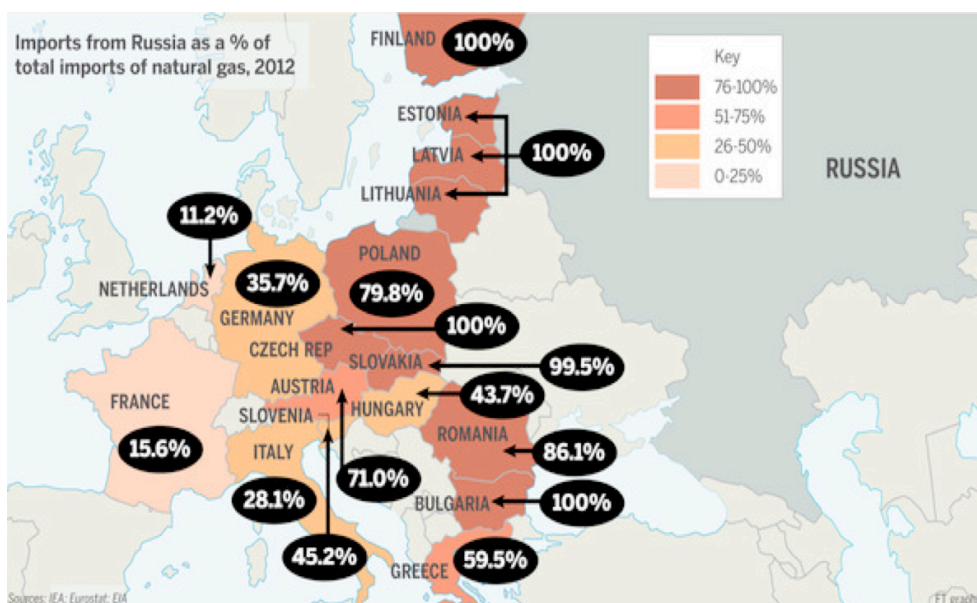 Imports from Russia as a % of
total imports of natural gas, 2012
FINLAND
100%
Key
76-100%
51-75%
26-50%
0-25%
ESTONIA
LATVIA
100%
LITHUANIA
RUSSIA
11.2%
NETHERLANDS
POLAND
79.8%
35.7%
GERMANY
100%
CZECH REP
SLOVAKIA
99.5%
AUSTRIA
HUNGARY
43.7%
FRANCE
15.6%
SLOVENIA
ROMANIA
86.1%
ITALY
28.1%
71.0%
BULGARIA
100%
45.2%
GREECE
59.5%
Sources: IEA; Eurostat; EIA
FT